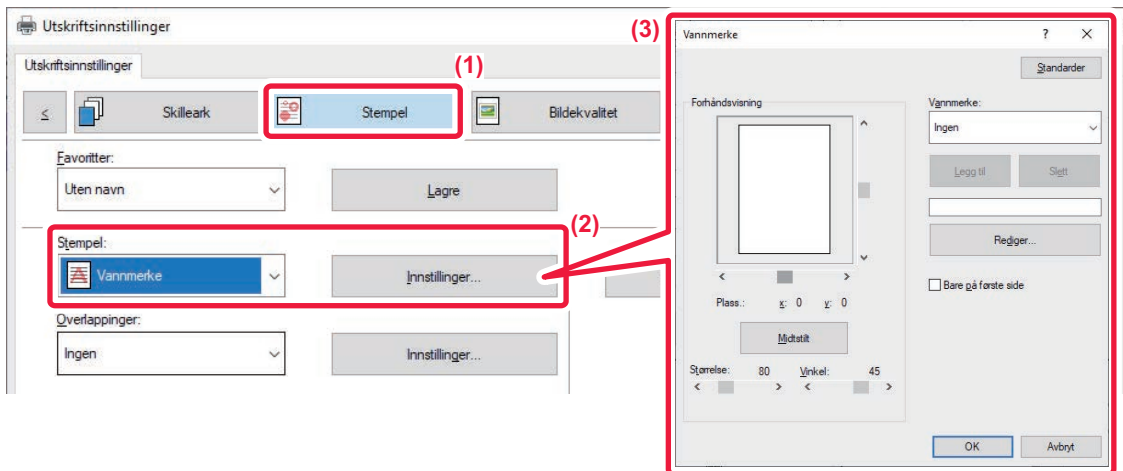 Utskriftsinnstillinger
Utskriftsinnstillinger
(1)
≤
Skilleark
Stempel
Bildekvalitet
Favoritter:
Uten navn
Lagre
(2)
Stempel:
Vannmerke
Innstillinger...
Overlappinger:
Ingen
Innstillinger...
(3)
Vannmerke
?
Standarder
Forhåndsvisning
Vannmerke:
Ingen
Legg til
Slett
Rediger...
Bare på første side
Plass.: x: 0 y: 0
Midtstilt
Størrelse: 80 Vinkel: 45
OK
Avbryt